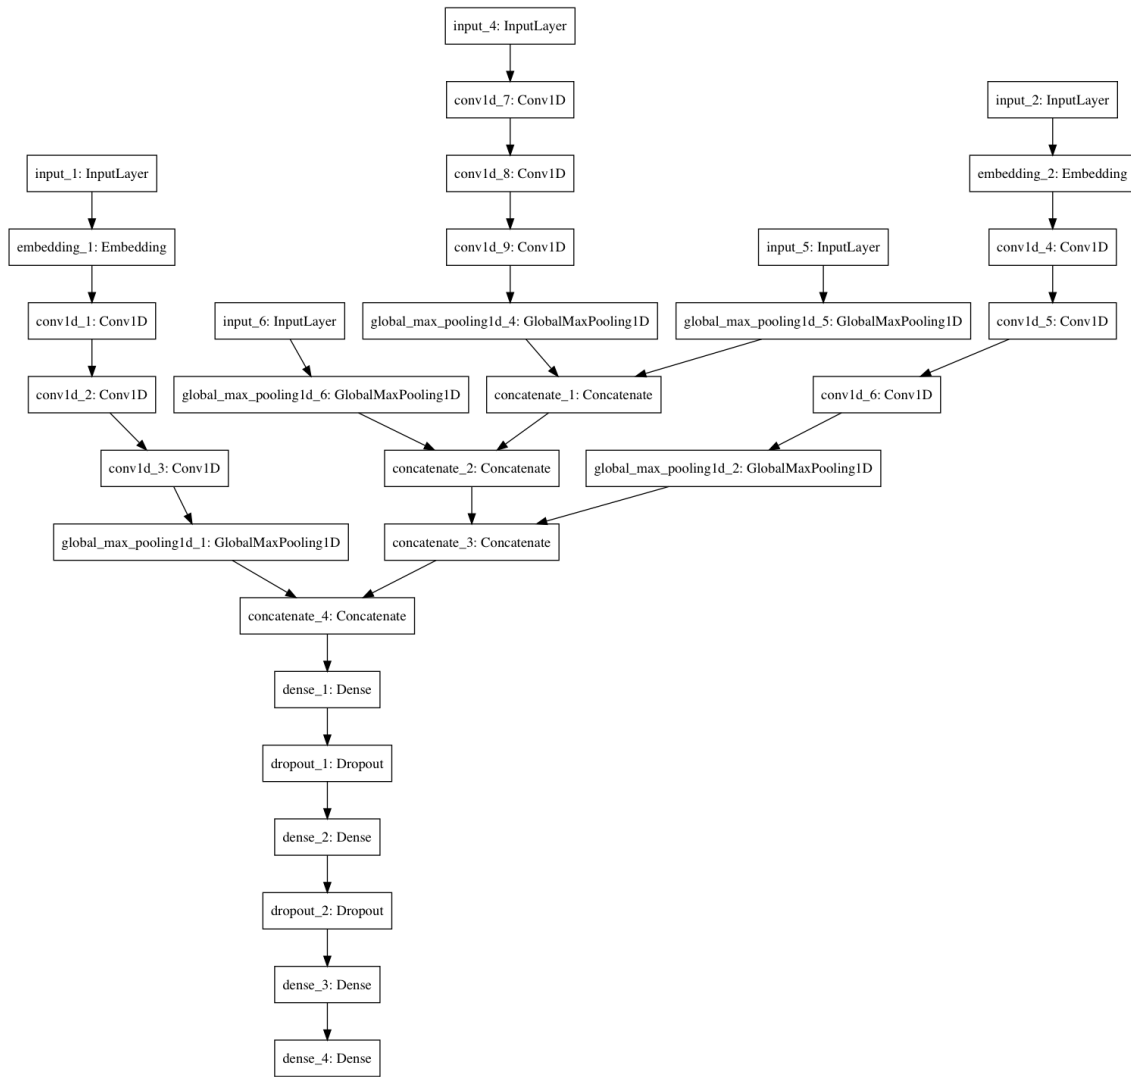 input_4: InputLayer
conv1d_7: Conv1D
input_2: InputLayer
input_1: InputLayer
conv1d_8: Conv1D
embedding_2: Embedding
embedding_1: Embedding
conv1d_9: Conv1D
input_5: InputLayer
conv1d_4: Conv1D
conv1d_1: Conv1D
input_6: InputLayer
global_max_pooling1d_4: GlobalMaxPooling1D
global_max_pooling1d_5: GlobalMaxPooling1D
conv1d_5: Conv1D
conv1d_2: Conv1D
global_max_pooling1d_6: GlobalMaxPooling1D
concatenate_1: Concatenate
conv1d_6: Conv1D
conv1d_3: Conv1D
concatenate_2: Concatenate
global_max_pooling1d_2: GlobalMaxPooling1D
global_max_pooling1d_1: GlobalMaxPooling1D
concatenate_3: Concatenate
concatenate_4: Concatenate
dense_1: Dense
dropout_1: Dropout
dense_2: Dense
dropout_2: Dropout
dense_3: Dense
dense_4: Dense